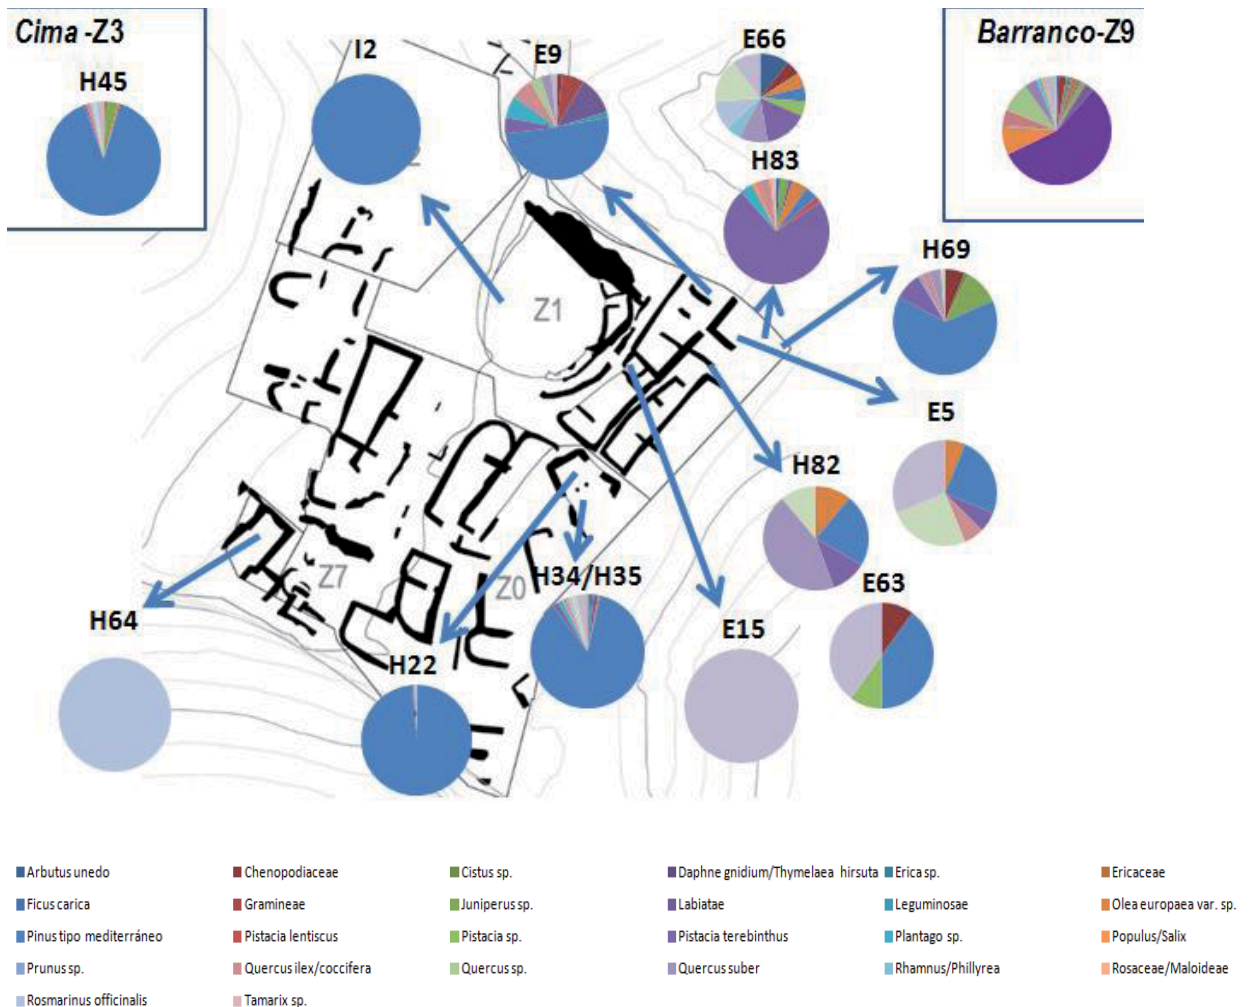 Cima -Z3
Barranco-Z9
I2
E9
E66
H45
H83
H69
Z1
E5
H82
E63
H34/H35
Z7
Z0
H64
E15
H22
Arbutus unedo
Chenopodiaceae
Cistus sp.
Daphne gnidium/Thymelaea hirsuta
Erica sp.
Ericaceae
Ficus carica
Gramineae
Juniperus sp.
Labiatae
Leguminosae
Olea europaea var. sp.
Pinus tipo mediterráneo
Pistacia lentiscus
Pistacia sp.
Pistacia terebinthus
Plantago sp.
Populus/Salix
Prunus sp.
Quercus ilex/coccifera
Quercus sp.
Quercus suber
Rhamnus/Phillyrea
Rosaceae/Maloideae
Rosmarinus officinalis
Tamarix sp.